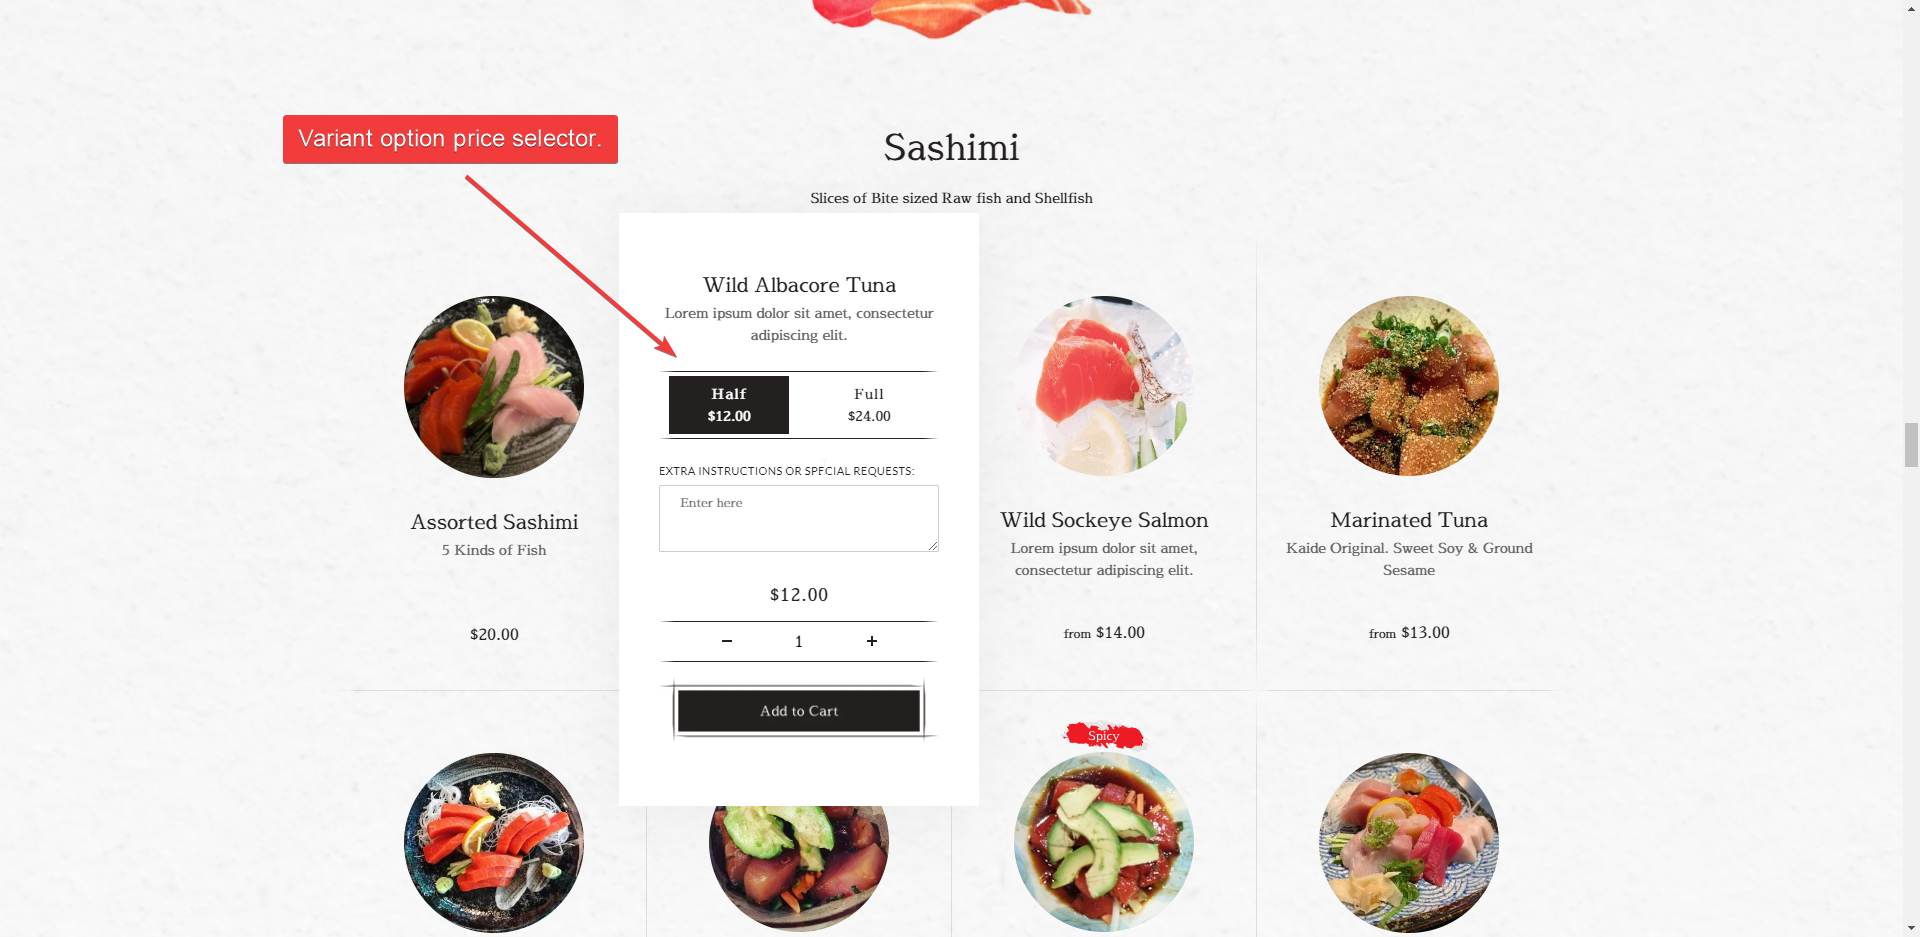 Variant option price selector.
Sashimi
Slices of Bite sized Raw fish and Shellfish
Wild Albacore Tuna
Lorem ipsum dolor sit amet, consectetur
adipiscing elit.
Half
$12.00
Full
$24.00
EXTRA INSTRUCTIONS OR SPECIAL REQUESTS:
Enter here
$12.00
− 1 +
Add to Cart
Assorted Sashimi
5 Kinds of Fish
$20.00
Wild Sockeye Salmon
Lorem ipsum dolor sit amet,
consectetur adipiscing elit.
from $14.00
Marinated Tuna
Kaide Original. Sweet Soy & Ground
Sesame
from $13.00
Spicy